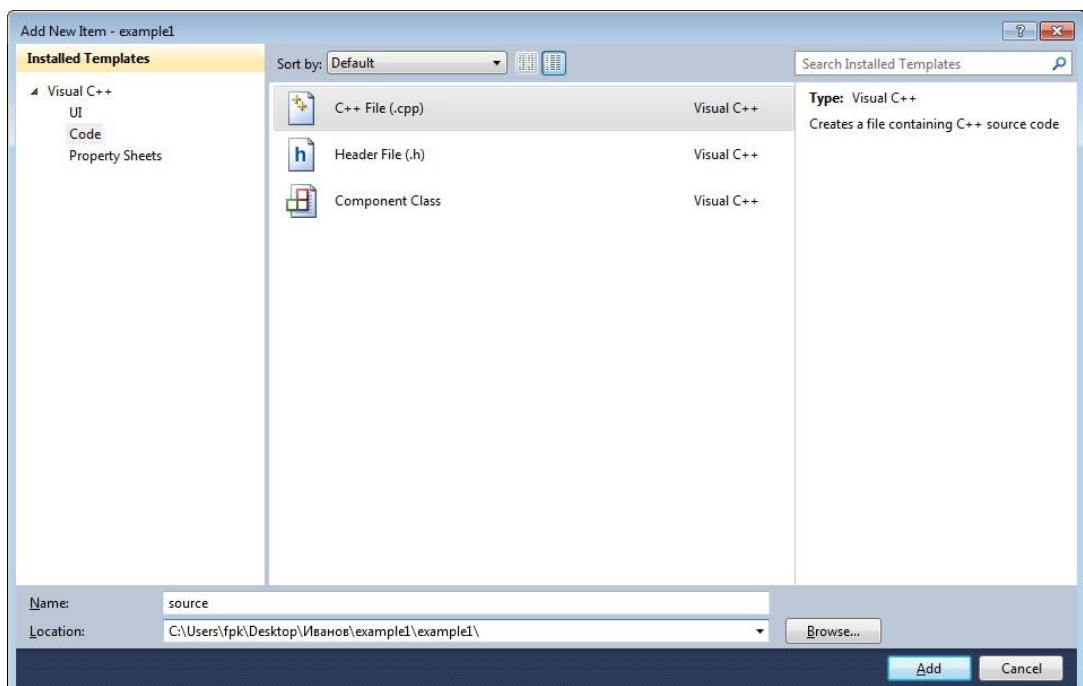 Add New Item - example1
Installed Templates
Sort by: Default
Search Installed Templates
Visual C++
UI
Code
Property Sheets
C++ File (.cpp) Visual C++
Header File (.h) Visual C++
Component Class Visual C++
Type: Visual C++
Creates a file containing C++ source code
Name: source
Location: C:\Users\fpk\Desktop\Иванов\example1\example1\
Browse...
Add Cancel